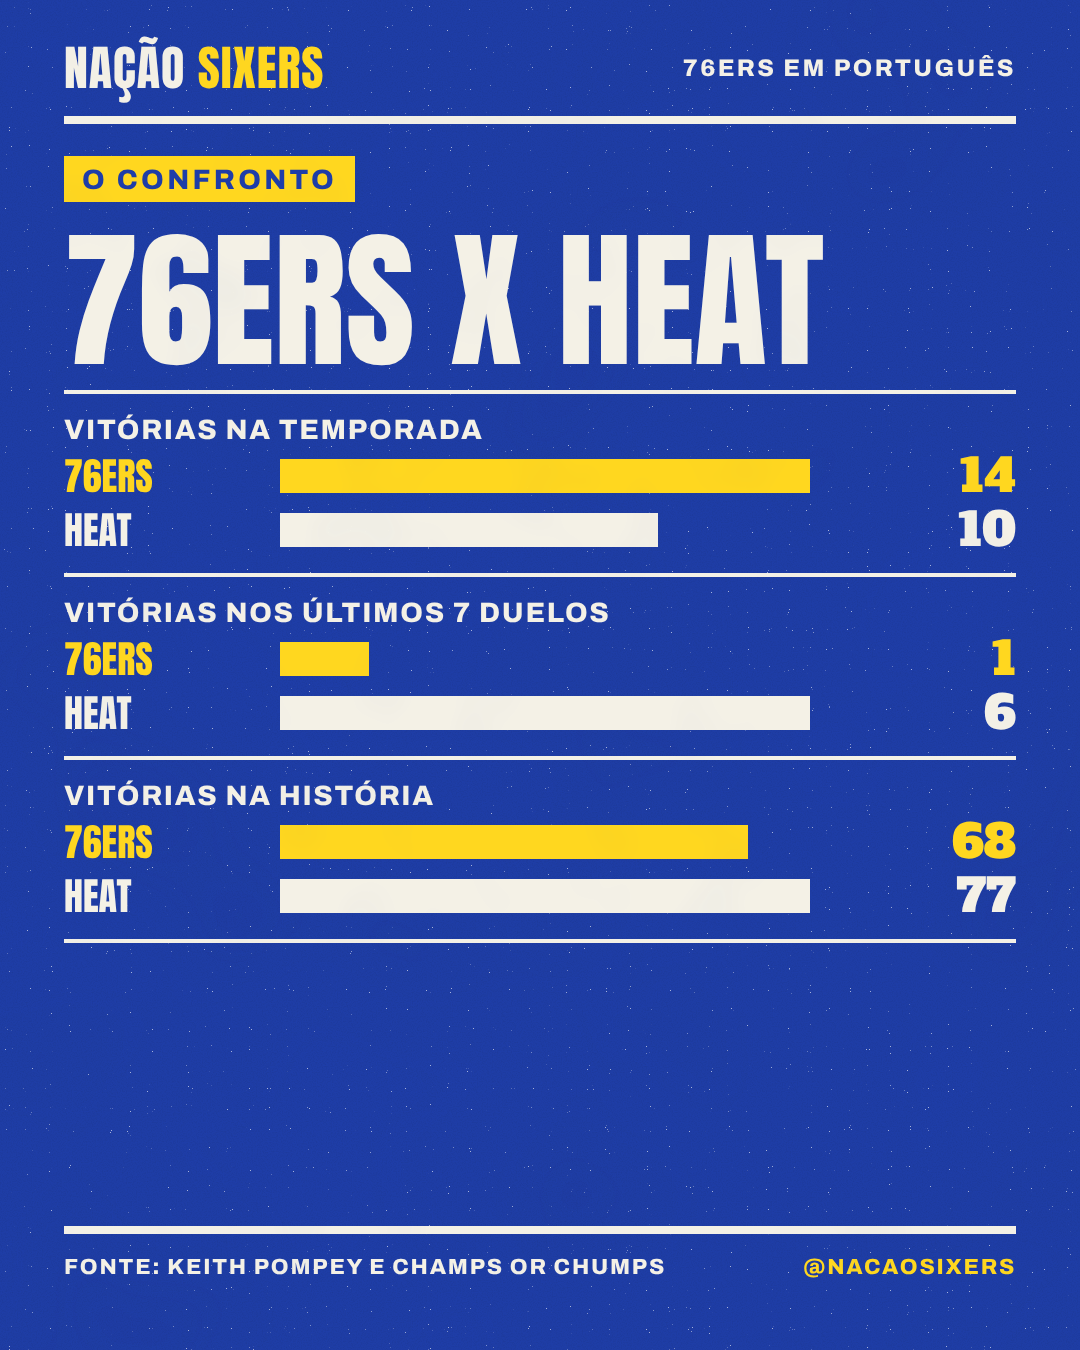 NAÇÃO SIXERS
76ERS EM PORTUGUÊS
O CONFRONTO
76ERS X HEAT
VITÓRIAS NA TEMPORADA
76ERS 14
HEAT 10
VITÓRIAS NOS ÚLTIMOS 7 DUELOS
76ERS 1
HEAT 6
VITÓRIAS NA HISTÓRIA
76ERS 68
HEAT 77
FONTE: KEITH POMPEY E CHAMPS OR CHUMPS
@NACAOSIXERS